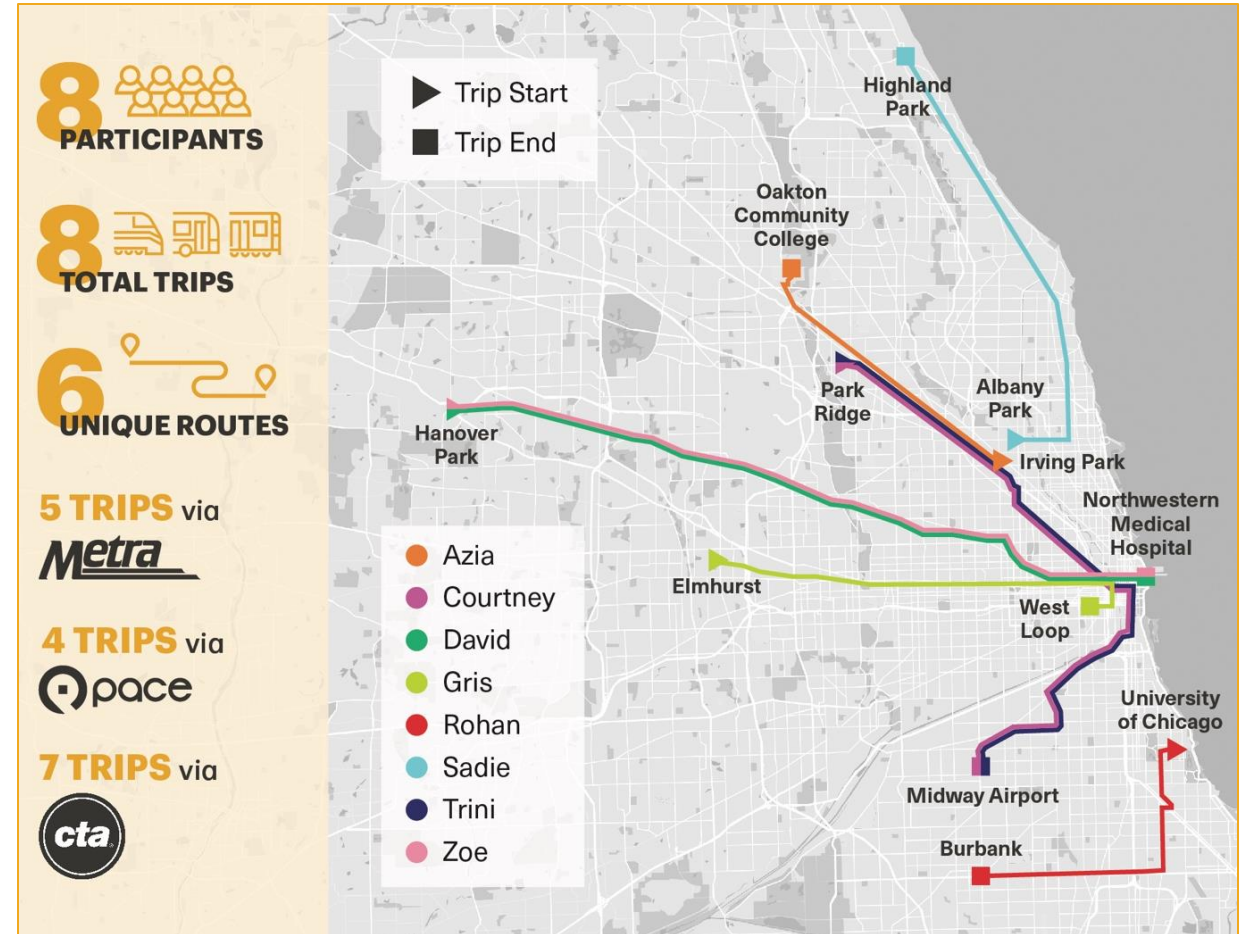 8
PARTICIPANTS
8
TOTAL TRIPS
6
UNIQUE ROUTES
5 TRIPS via
Metra
4 TRIPS via
pace
7 TRIPS via
cta
Trip Start
Trip End
Highland
Park
Oakton
Community
College
Park
Ridge
Albany
Park
Irving Park
Hanover
Park
Northwestern
Medical
Hospital
Elmhurst
West
Loop
University
of Chicago
Midway Airport
Burbank
Azia
Courtney
David
Gris
Rohan
Sadie
Trini
Zoe